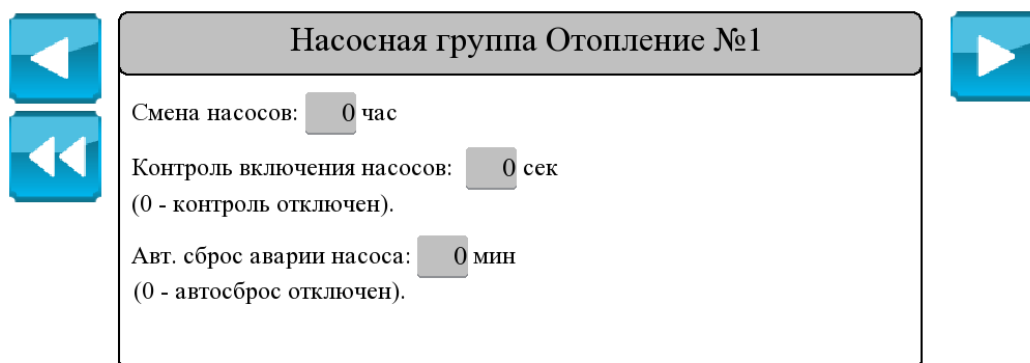 Насосная группа Отопление №1
Смена насосов: 0 час
Контроль включения насосов: 0 сек
(0 - контроль отключен).
Авт. сброс аварии насоса: 0 мин
(0 - автосброс отключен).